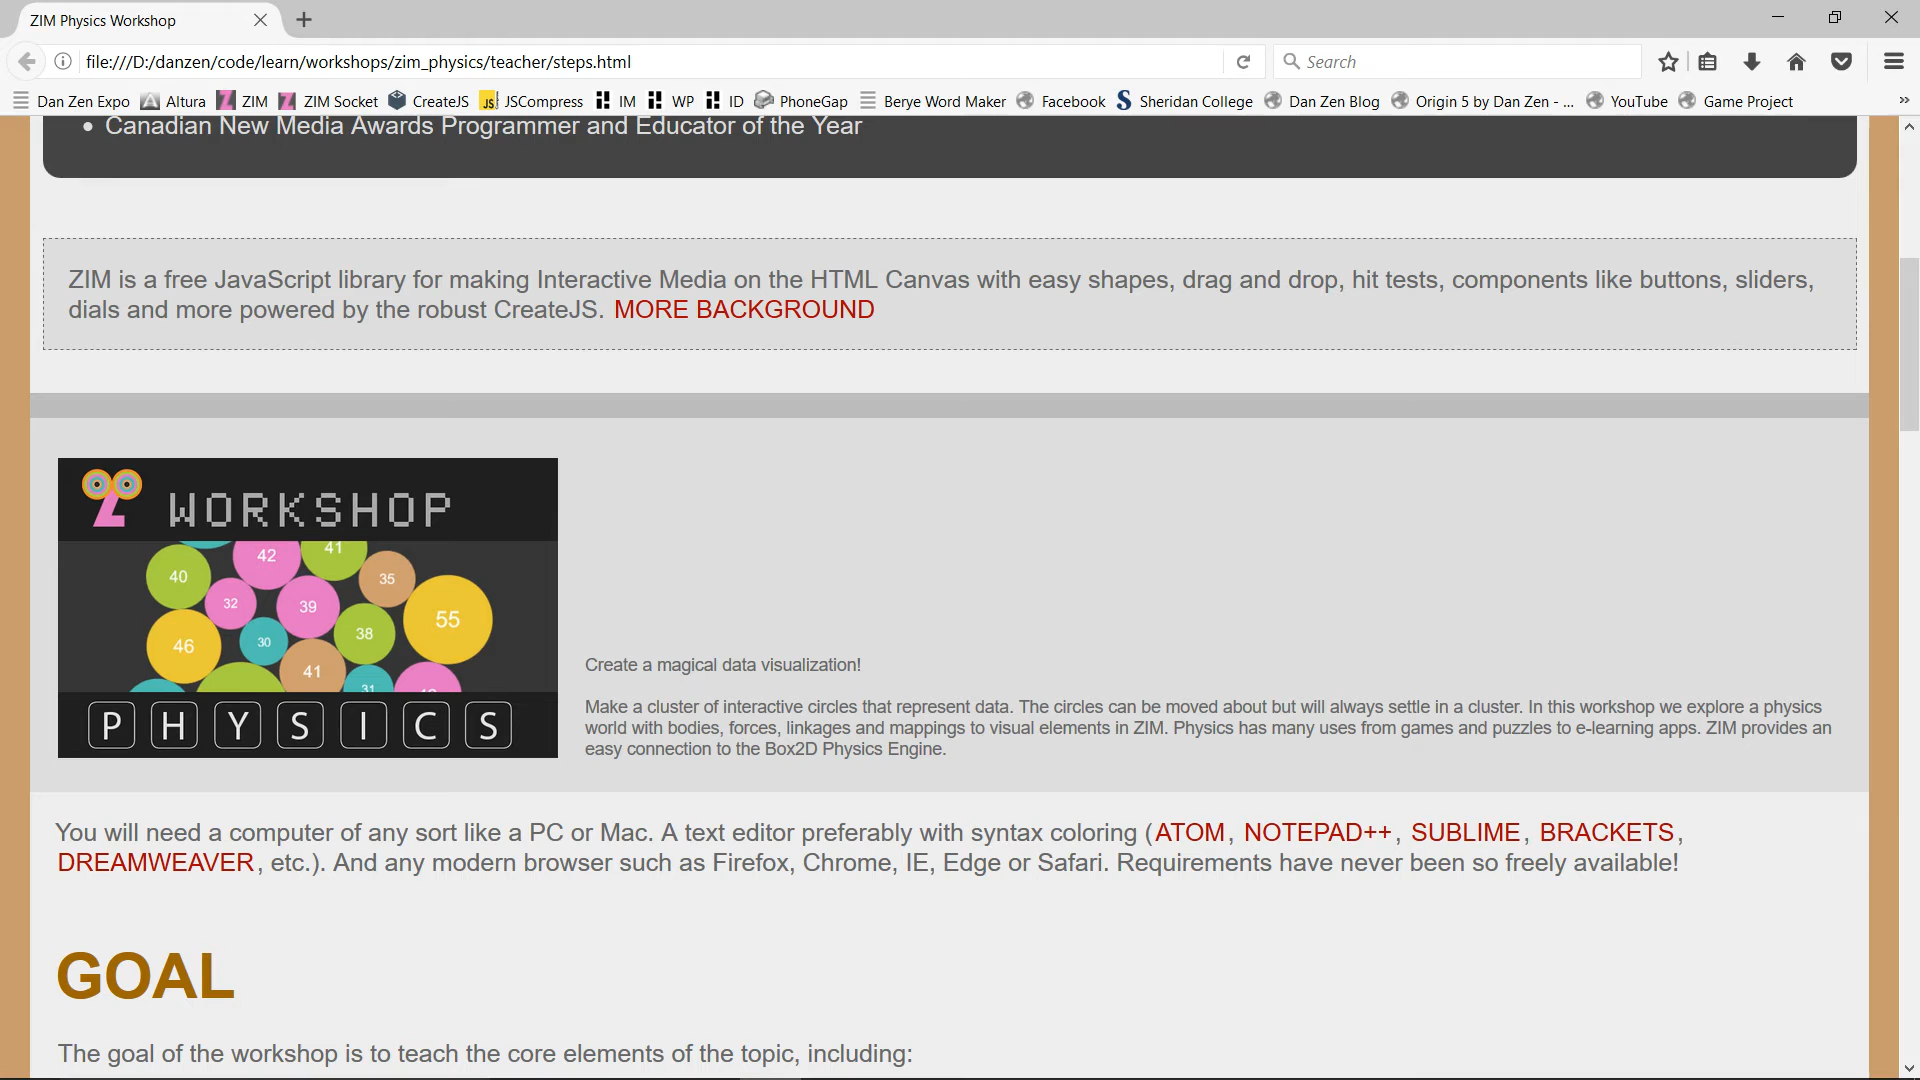 ZIM Physics Workshop
file:///D:/danzen/code/learn/workshops/zim_physics/teacher/steps.html
Search
Dan Zen Expo Altura ZIM ZIM Socket CreateJS JSCompress IM WP ID PhoneGap Berye Word Maker Facebook Sheridan College Dan Zen Blog Origin 5 by Dan Zen - ... YouTube Game Project
• Canadian New Media Awards Programmer and Educator of the Year
ZIM is a free JavaScript library for making Interactive Media on the HTML Canvas with easy shapes, drag and drop, hit tests, components like buttons, sliders,
dials and more powered by the robust CreateJS. MORE BACKGROUND
WORKSHOP
42 41
40 35
32 39 55
38
46 30
41
31
PHYSICS
Create a magical data visualization!
Make a cluster of interactive circles that represent data. The circles can be moved about but will always settle in a cluster. In this workshop we explore a physics
world with bodies, forces, linkages and mappings to visual elements in ZIM. Physics has many uses from games and puzzles to e-learning apps. ZIM provides an
easy connection to the Box2D Physics Engine.
You will need a computer of any sort like a PC or Mac. A text editor preferably with syntax coloring (ATOM, NOTEPAD++, SUBLIME, BRACKETS,
DREAMWEAVER, etc.). And any modern browser such as Firefox, Chrome, IE, Edge or Safari. Requirements have never been so freely available!
GOAL
The goal of the workshop is to teach the core elements of the topic, including: